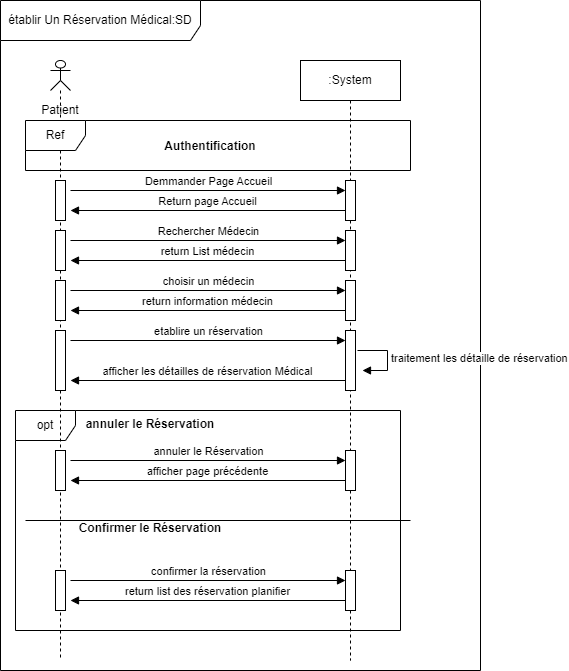 établir Un Réservation Médical:SD
:System
Patient
Ref
Authentification
Demmander Page Accueil
Return page Accueil
Rechercher Médecin
return List médecin
choisir un médecin
return information médecin
etablire un réservation
traitement les détaille de réservation
afficher les détailles de réservation Médical
opt
annuler le Réservation
annuler le Réservation
afficher page précédente
Confirmer le Réservation
confirmer la réservation
return list des réservation planifier